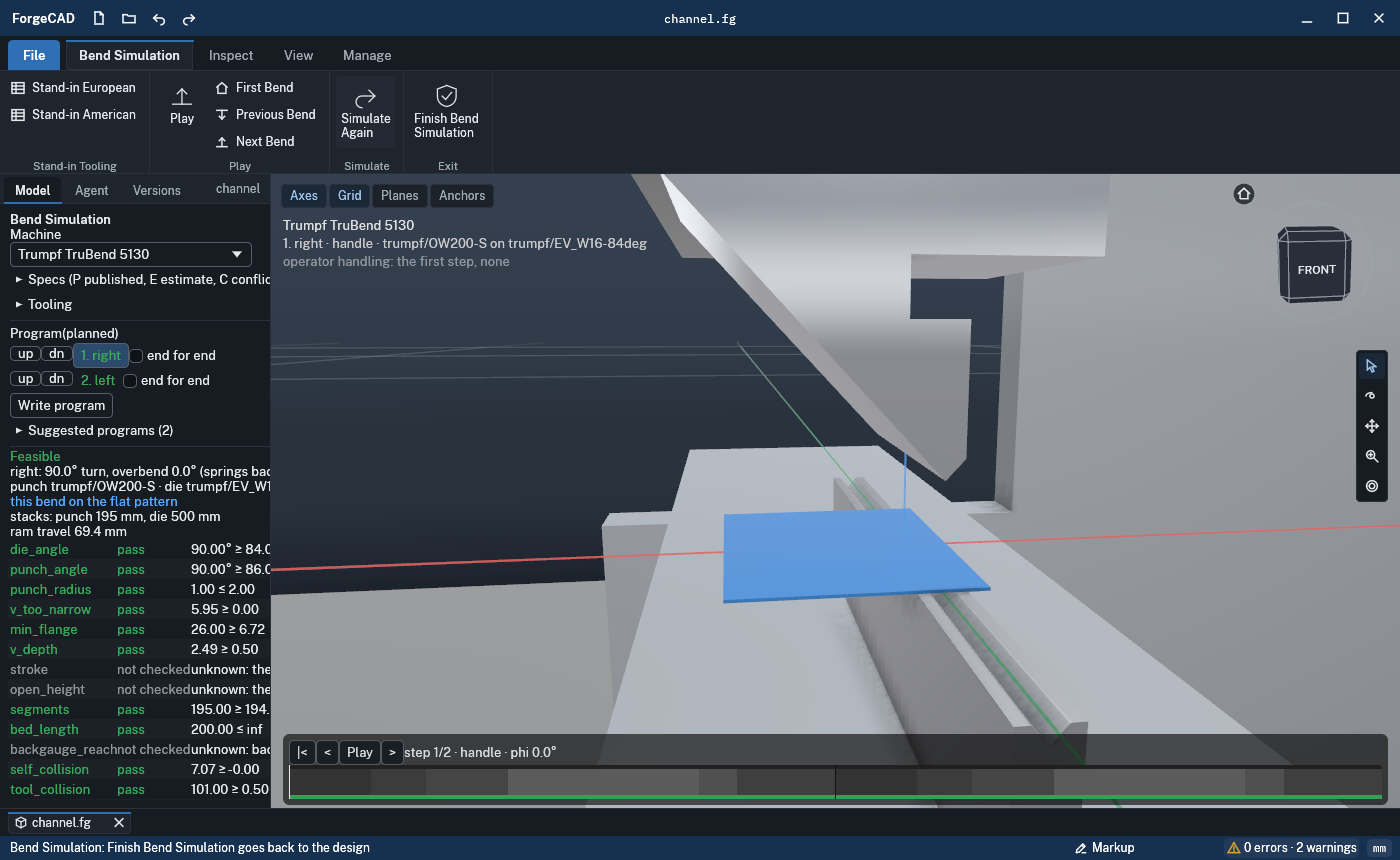 ForgeCAD
channel.fg
File
Bend Simulation
Inspect
View
Manage
Stand-in European
Stand-in American
Stand-in Tooling
Play
First Bend
Previous Bend
Next Bend
Play
Simulate Again
Simulate
Finish Bend Simulation
Exit
Model
Agent
Versions
channel
Bend Simulation
Machine
Trumpf TruBend 5130
Specs (P published, E estimate, C conflic
Tooling
Program(planned)
up dn 1. right end for end
up dn 2. left end for end
Write program
Suggested programs (2)
Feasible
right: 90.0° turn, overbend 0.0° (springs bac
punch trumpf/OW200-S · die trumpf/EV_W1
this bend on the flat pattern
stacks: punch 195 mm, die 500 mm
ram travel 69.4 mm
die_angle pass 90.00° ≥ 84.0
punch_angle pass 90.00° ≥ 86.0
punch_radius pass 1.00 ≤ 2.00
v_too_narrow pass 5.95 ≥ 0.00
min_flange pass 26.00 ≥ 6.72
v_depth pass 2.49 ≥ 0.50
stroke not checked unknown: the
open_height not checked unknown: the
segments pass 195.00 ≥ 194.
bed_length pass 200.00 ≤ inf
backgauge_reach not checked unknown: bac
self_collision pass 7.07 ≥ -0.00
tool_collision pass 101.00 ≥ 0.50
Axes
Grid
Planes
Anchors
Trumpf TruBend 5130
1. right · handle · trumpf/OW200-S on trumpf/EV_W16-84deg
operator handling: the first step, none
FRONT
|< < Play > step 1/2 · handle · phi 0.0°
channel.fg
Bend Simulation: Finish Bend Simulation goes back to the design
Markup
0 errors · 2 warnings
mm